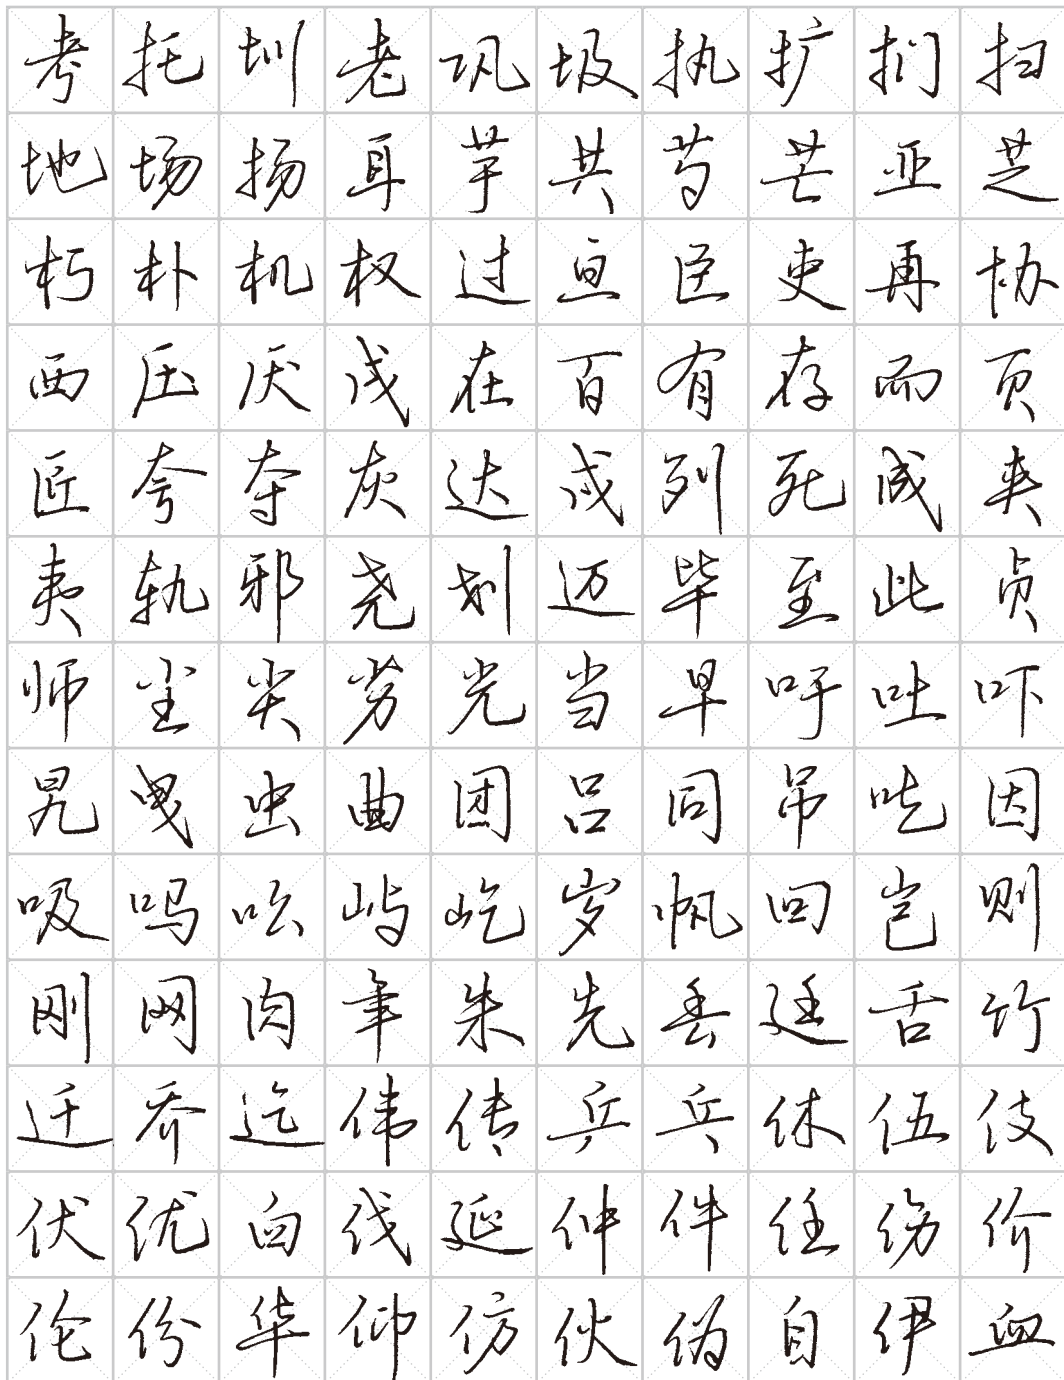 考托圳老巩圾执扩扪扫
地场扬耳芋共芍芒亚芝
朽朴机权过亘臣吏再协
西压厌戊在百有存而页
匠夸夺灰达戍列死成夹
夷轨邪尧划迈毕至此贞
师尘尖劳光当早吁吐吓
晃曳虫曲团吕同吊吃因
吸吗吆屿屹岁帆回岂则
刚网肉年朱先丢廷舌竹
迁乔迄伟传乒乓休伍伎
伏优臼伐延仲件任伤价
伦份华仰仿伙伪自伊血